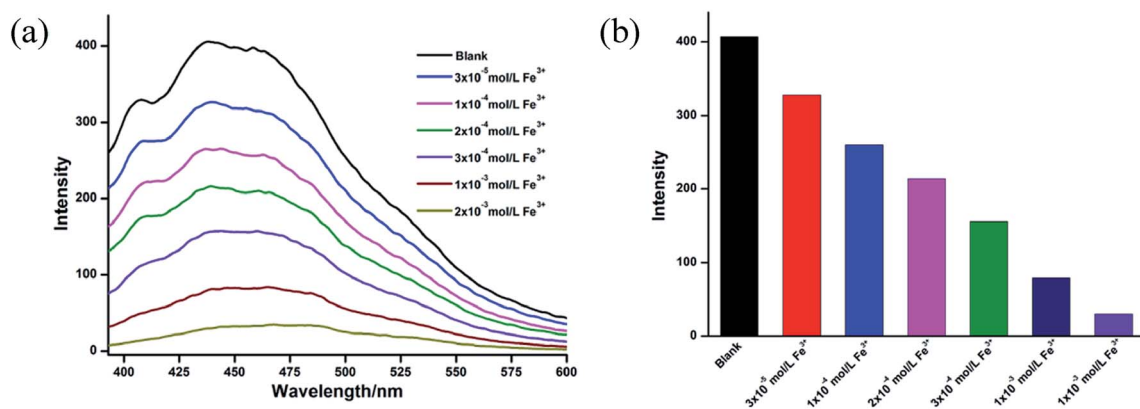 (a)
Intensity
400
300
200
100
0
400 425 450 475 500 525 550 575 600
Wavelength/nm
Blank
3x10⁻⁵mol/L Fe³⁺
1x10⁻⁴mol/L Fe³⁺
2x10⁻⁴mol/L Fe³⁺
3x10⁻⁴mol/L Fe³⁺
1x10⁻³mol/L Fe³⁺
2x10⁻³mol/L Fe³⁺
(b)
Intensity
400
300
200
100
0
Blank
3x10⁻⁵ mol/L Fe³⁺
1x10⁻⁴ mol/L Fe³⁺
2x10⁻⁴ mol/L Fe³⁺
3x10⁻⁴ mol/L Fe³⁺
1x10⁻³ mol/L Fe³⁺
1x10⁻³ mol/L Fe³⁺